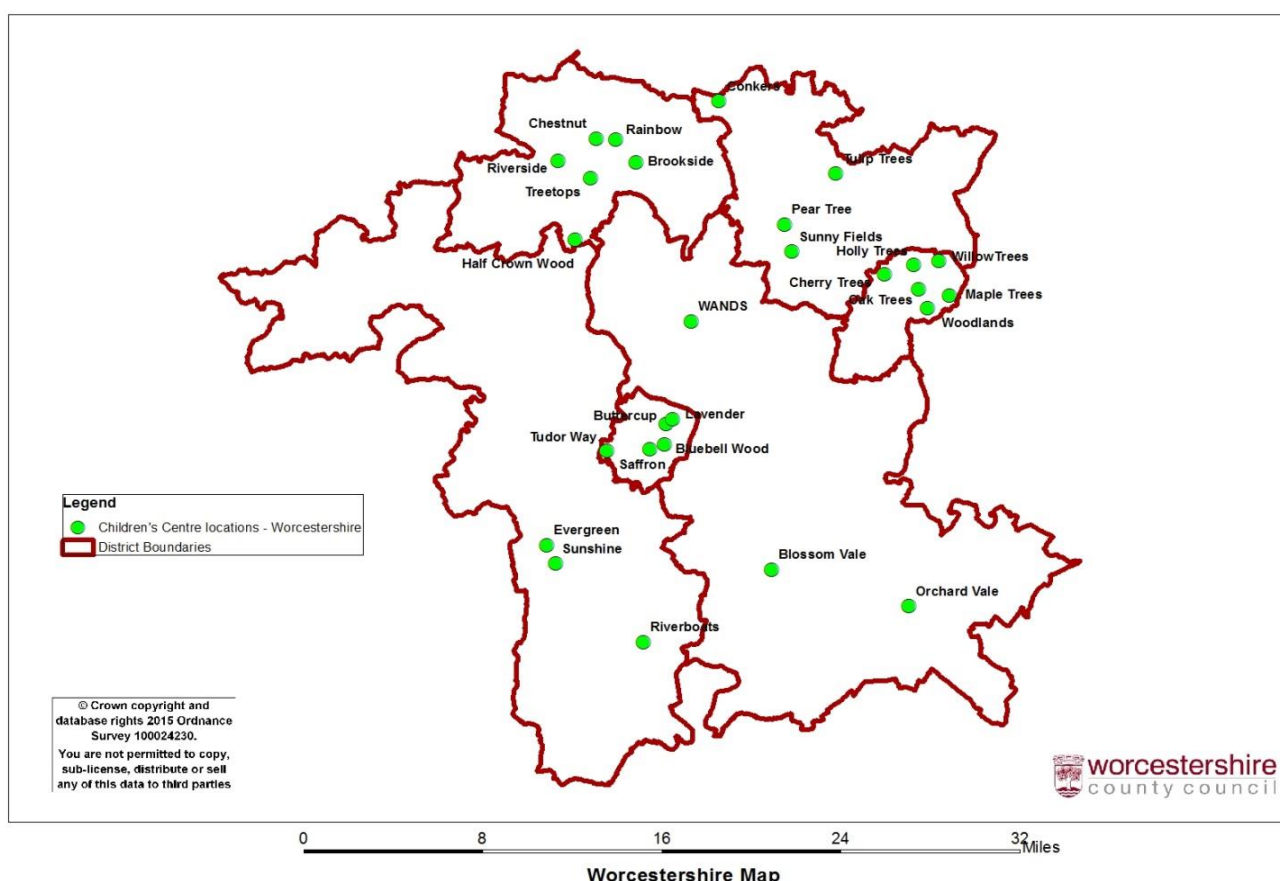 Conkers
Chestnut
Rainbow
Riverside
Brookside
Treetops
Tulip Trees
Pear Tree
Sunny Fields
Half Crown Wood
Holly Trees
WillowTrees
Cherry Trees
Oak Trees
Maple Trees
WANDS
Woodlands
Buttercup
Lavender
Tudor Way
Bluebell Wood
Saffron
Legend
Children's Centre locations - Worcestershire
District Boundaries
Evergreen
Sunshine
Blossom Vale
Orchard Vale
Riverboats
© Crown copyright and
database rights 2015 Ordnance
Survey 100024230.
You are not permitted to copy,
sub-license, distribute or sell
any of this data to third parties
worcestershire
county council
0 8 16 24 32 Miles
Worcestershire Map